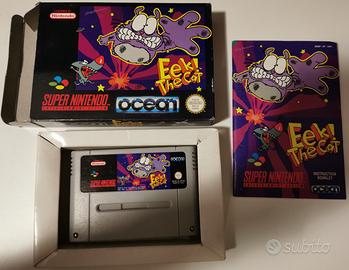 Nintendo
Eek!
The Cat
SUPER NINTENDO
ENTERTAINMENT SYSTEM
ocean
Eek!
The Cat
SUPER NINTENDO
ENTERTAINMENT SYSTEM
ocean
INSTRUCTION
BOOKLET
ocean
Eek!
The Cat
SUPER NINTENDO
subito